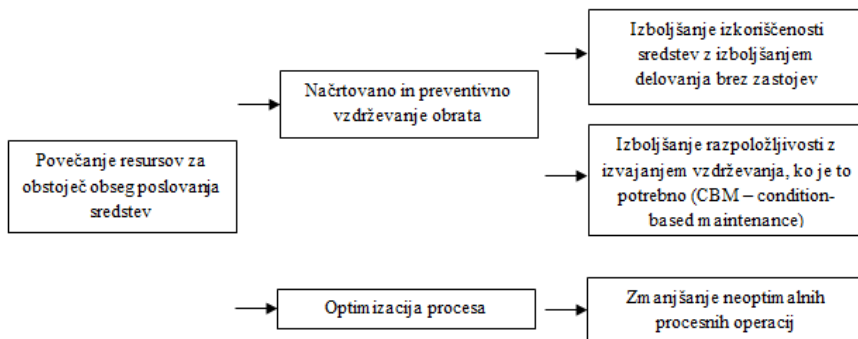 Povečanje resursov za
obstoječ obseg poslovanja
sredstev
Načrtovano in preventivno
vzdrževanje obrata
Optimizacija procesa
Izboljšanje izkoriščenosti
sredstev z izboljšanjem
delovanja brez zastojev
Izboljšanje razpoložljivosti z
izvajanjem vzdrževanja, ko je to
potrebno (CBM – condition-
based maintenance)
Zmanjšanje neoptimalnih
procesnih operacij